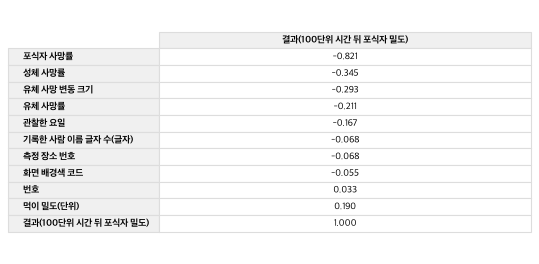 결과(100단위 시간 뒤 포식자 밀도)
포식자 사망률 -0.821
성체 사망률 -0.345
유체 사망 변동 크기 -0.293
유체 사망률 -0.211
관찰한 요일 -0.167
기록한 사람 이름 글자 수(글자) -0.068
측정 장소 번호 -0.068
화면 배경색 코드 -0.055
번호 0.033
먹이 밀도(단위) 0.190
결과(100단위 시간 뒤 포식자 밀도) 1.000